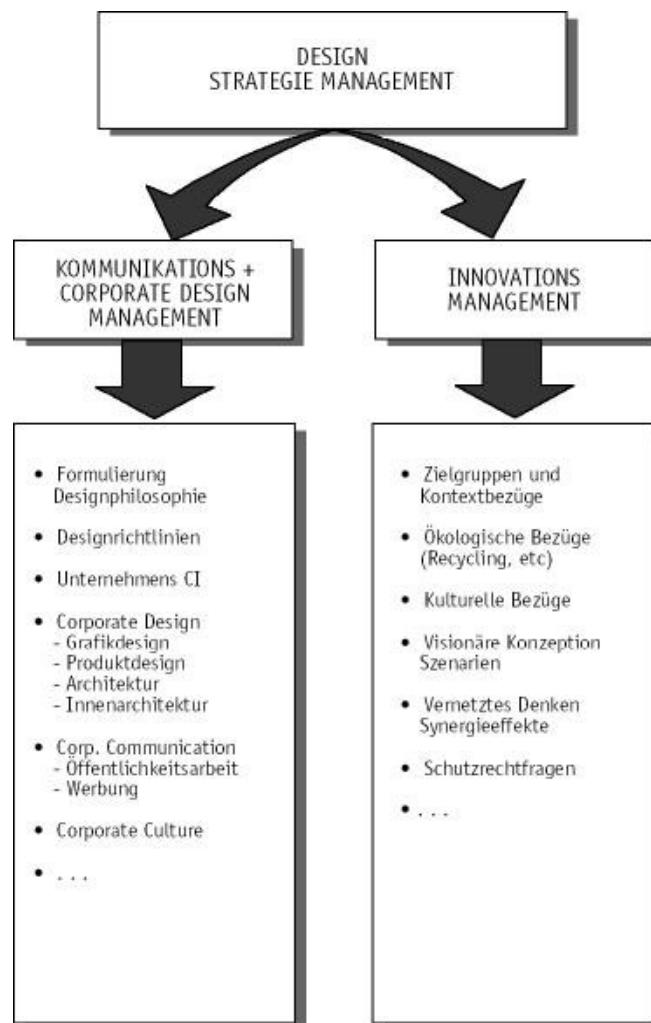 DESIGN
STRATEGIE MANAGEMENT
KOMMUNIKATIONS +
CORPORATE DESIGN
MANAGEMENT
• Formulierung
Designphilosophie
• Designrichtlinien
• Unternehmens CI
• Corporate Design
- Grafikdesign
- Produktdesign
- Architektur
- Innenarchitektur
• Corp. Communication
- Öffentlichkeitsarbeit
- Werbung
• Corporate Culture
• . . .
INNOVATIONS
MANAGEMENT
• Zielgruppen und
Kontextbezüge
• Ökologische Bezüge
(Recycling, etc)
• Kulturelle Bezüge
• Visionäre Konzeption
Szenarien
• Vernetztes Denken
Synergieeffekte
• Schutzrechtfragen
• . . .